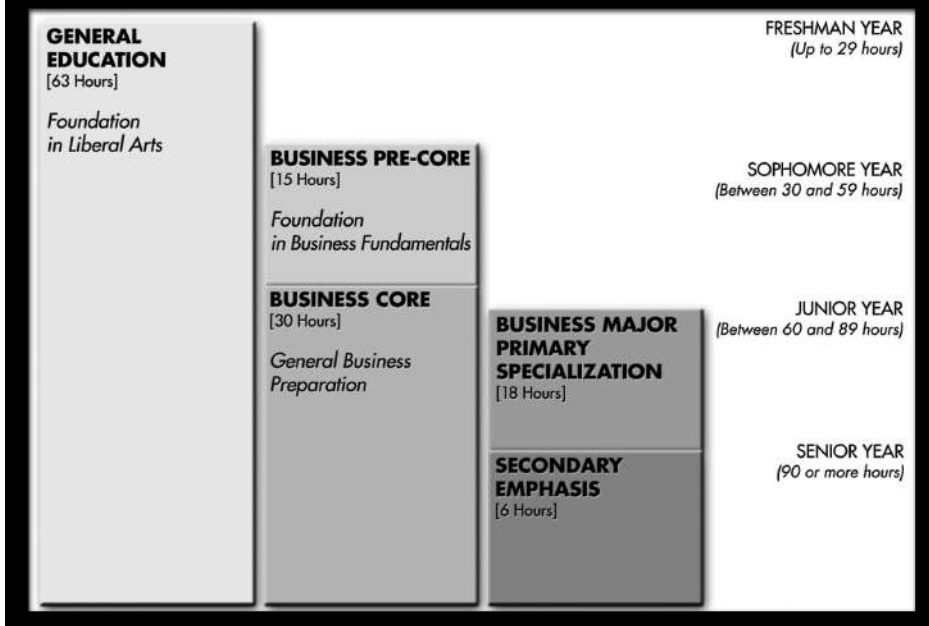 GENERAL
EDUCATION
[63 Hours]
Foundation
in Liberal Arts
BUSINESS PRE-CORE
[15 Hours]
Foundation
in Business Fundamentals
BUSINESS CORE
[30 Hours]
General Business
Preparation
BUSINESS MAJOR
PRIMARY
SPECIALIZATION
[18 Hours]
SECONDARY
EMPHASIS
[6 Hours]
FRESHMAN YEAR
(Up to 29 hours)
SOPHOMORE YEAR
(Between 30 and 59 hours)
JUNIOR YEAR
(Between 60 and 89 hours)
SENIOR YEAR
(90 or more hours)